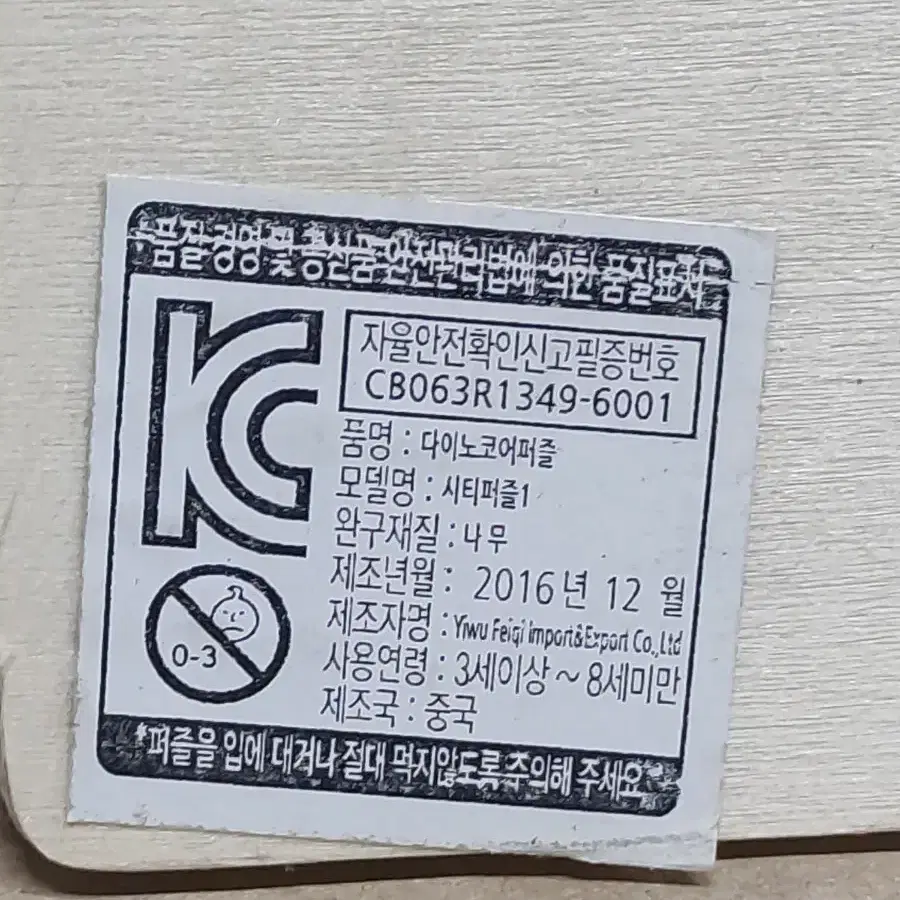 *품질경영 및 공산품 안전관리법에 의한 품질표시
자율안전확인신고필증번호
CB063R1349-6001
품명 : 다이노코어퍼즐
모델명 : 시티퍼즐1
완구재질 : 나무
제조년월 : 2016년 12 월
제조자명 : Yiwu Feiqi Import&Export Co.,Ltd
사용연령 : 3세이상 ~ 8세미만
제조국 : 중국
0-3
*퍼즐을 입에 대거나 절대 먹지않도록 주의해 주세요